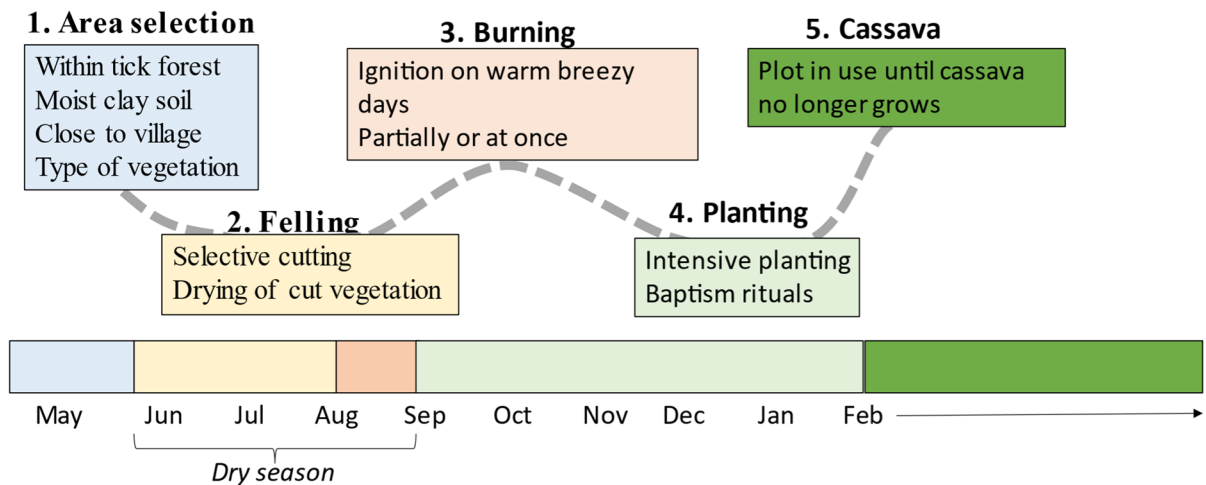 1. Area selection
Within tick forest
Moist clay soil
Close to village
Type of vegetation
2. Felling
Selective cutting
Drying of cut vegetation
3. Burning
Ignition on warm breezy
days
Partially or at once
4. Planting
Intensive planting
Baptism rituals
5. Cassava
Plot in use until cassava
no longer grows
May Jun Jul Aug Sep Oct Nov Dec Jan Feb
Dry season